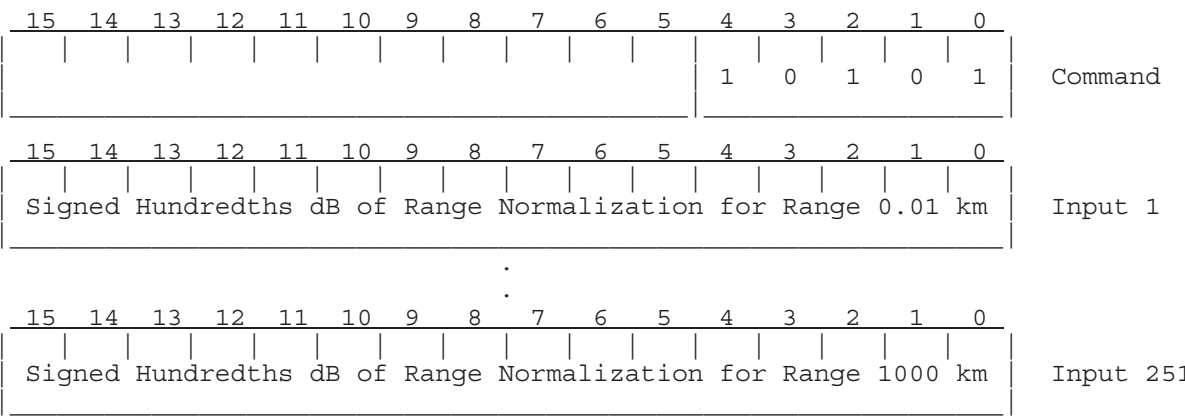 15 14 13 12 11 10 9 8 7 6 5 4 3 2 1 0
1 0 1 0 1 Command
15 14 13 12 11 10 9 8 7 6 5 4 3 2 1 0
Signed Hundredths dB of Range Normalization for Range 0.01 km Input 1
.
.
15 14 13 12 11 10 9 8 7 6 5 4 3 2 1 0
Signed Hundredths dB of Range Normalization for Range 1000 km Input 251